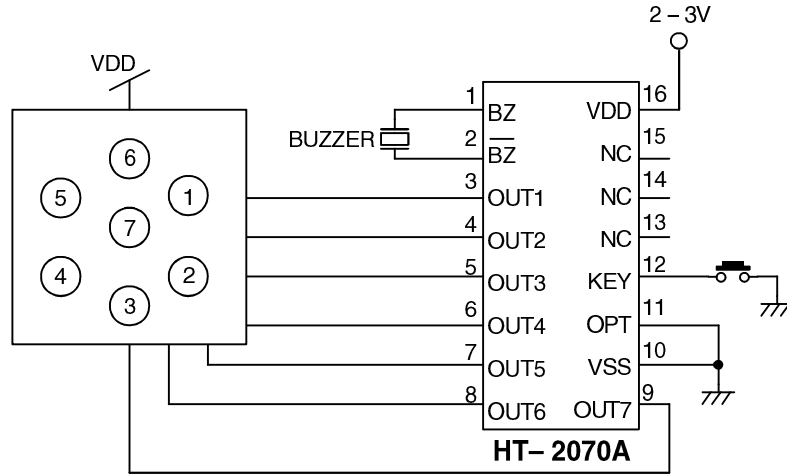 2 – 3V
VDD
6
5
1
7
4
2
3
BUZZER
1
BZ
2
BZ
3
OUT1
4
OUT2
5
OUT3
6
OUT4
7
OUT5
8
OUT6
16
VDD
15
NC
14
NC
13
NC
12
KEY
11
OPT
10
VSS
9
OUT7
HT– 2070A